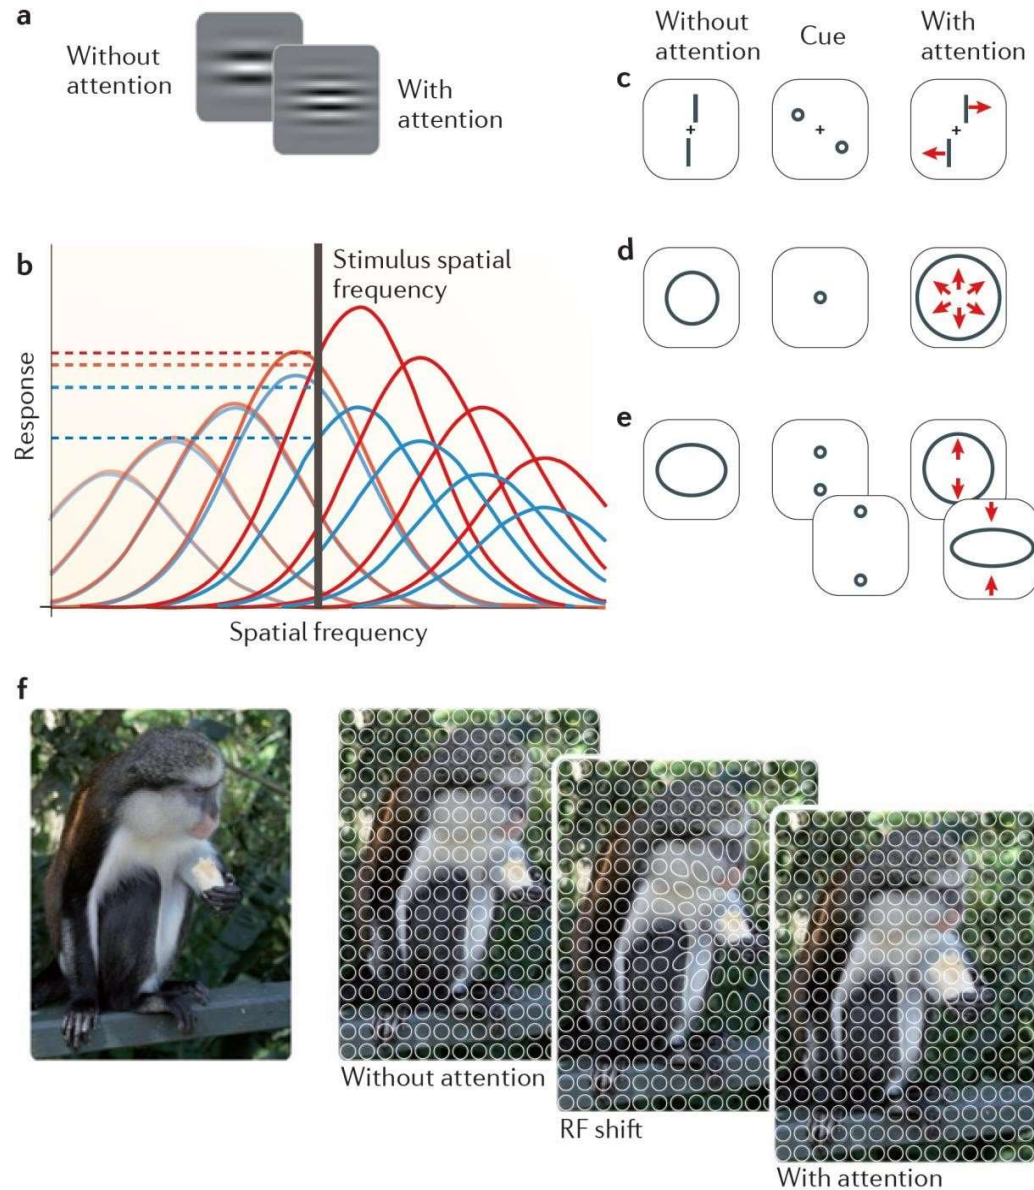 a
Without
attention
With
attention
Without
attention
Cue
With
attention
c
+
+
+
b
Stimulus spatial
frequency
Response
Spatial frequency
d
e
f
Without attention
RF shift
With attention